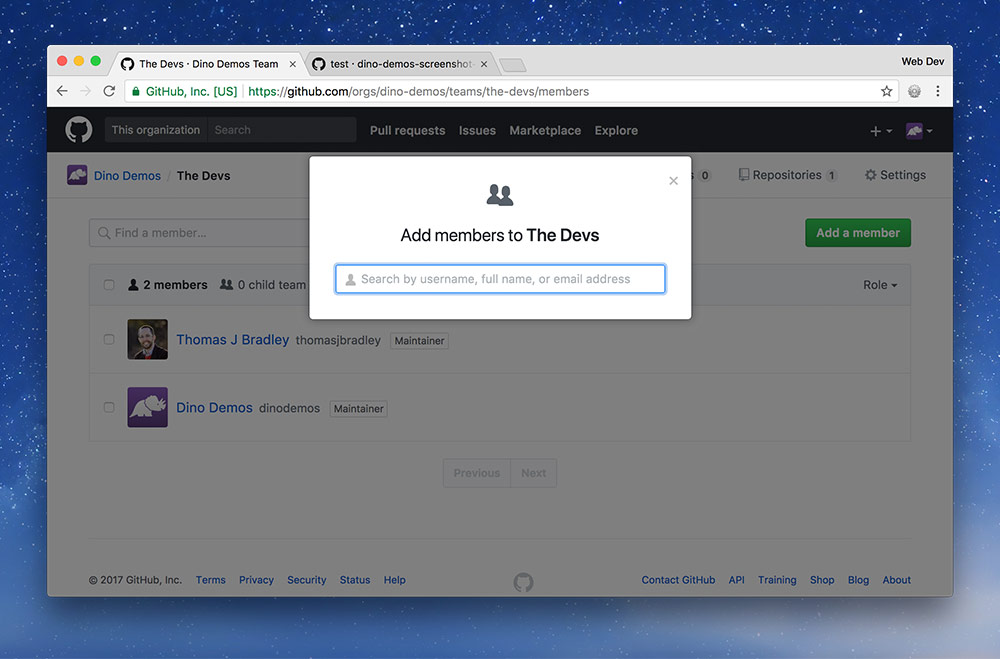 The Devs · Dino Demos Team
test · dino-demos-screenshot-
Web Dev
GitHub, Inc. [US]
https://github.com/orgs/dino-demos/teams/the-devs/members
This organization
Search
Pull requests
Issues
Marketplace
Explore
Dino Demos / The Devs
s 0
Repositories 1
Settings
Find a member…
Add a member
Add members to The Devs
Search by username, full name, or email address
2 members
0 child team
Role
Thomas J Bradley thomasjbradley Maintainer
Dino Demos dinodemos Maintainer
Previous
Next
© 2017 GitHub, Inc.
Terms
Privacy
Security
Status
Help
Contact GitHub
API
Training
Shop
Blog
About